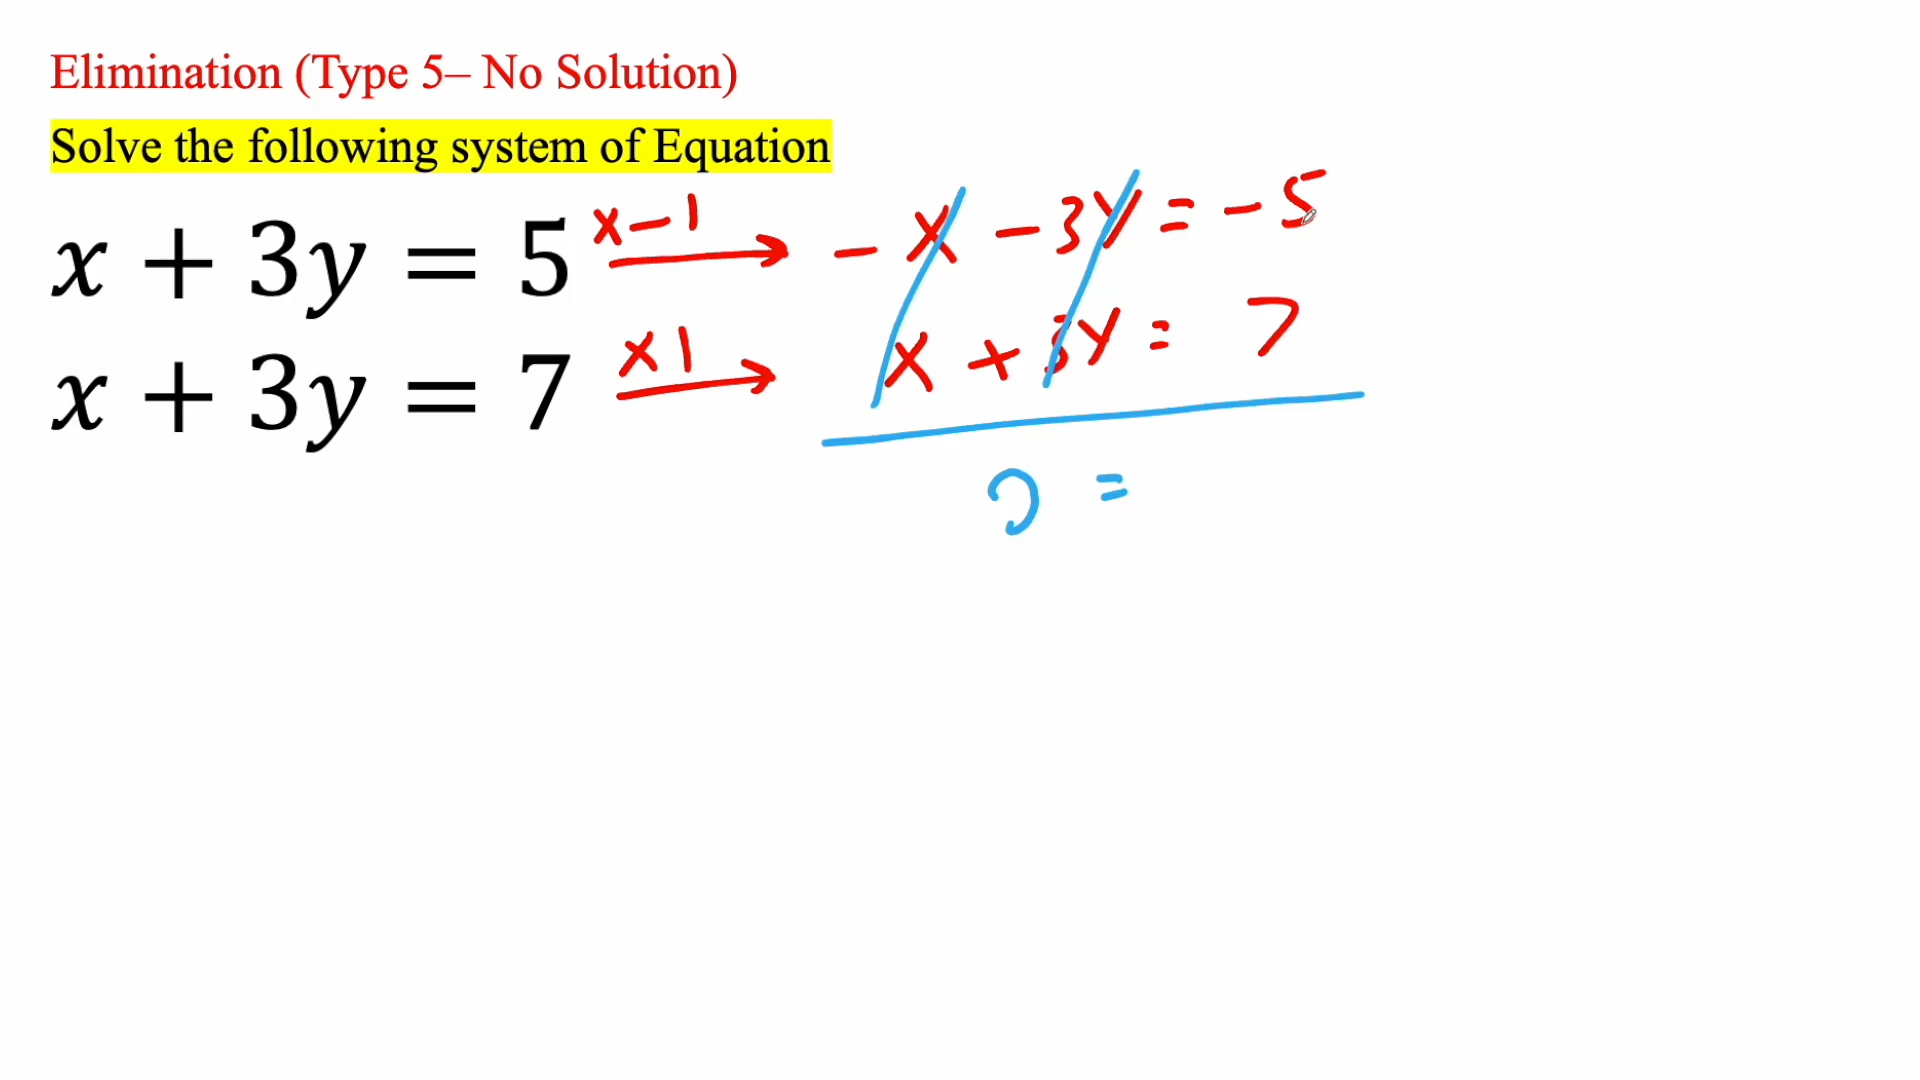 Elimination (Type 5– No Solution)
Solve the following system of Equation
x + 3y = 5 x - 1 → - x - 3y = - 5
x + 3y = 7 x 1 → x + 3y = 7
0 =